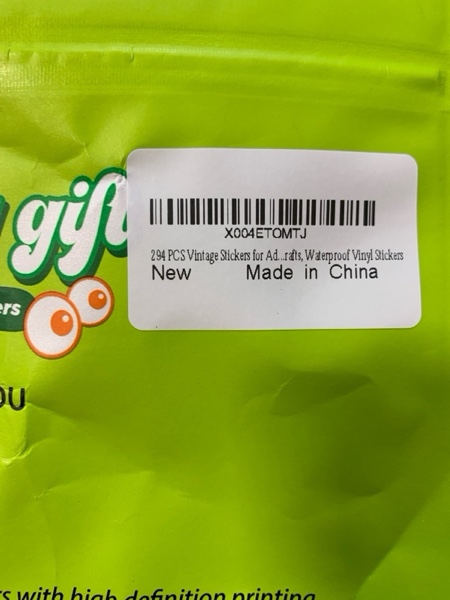 gift
X004ETOMTJ
294 PCS Vintage Stickers for Ad...rafts, Waterproof Vinyl Stickers
New Made in China
ers
OU
rs with high-definition printing